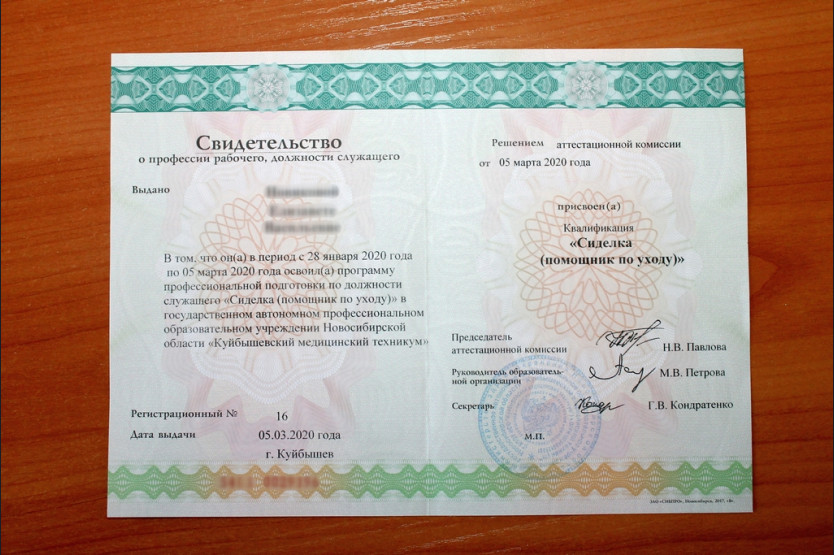 Свидетельство
о профессии рабочего, должности служащего
Выдано
В том, что он(а) в период с 28 января 2020 года
по 05 марта 2020 года освоил(а) программу
профессиональной подготовки по должности
служащего «Сиделка (помощник по уходу)» в
государственном автономном профессиональном
образовательном учреждении Новосибирской
области «Куйбышевский медицинский техникум»
Регистрационный № 16
Дата выдачи 05.03.2020 года
г. Куйбышев
Решением аттестационной комиссии
от 05 марта 2020 года
присвоен(а)
Квалификация
«Сиделка
(помощник по уходу)»
Председатель
аттестационной комиссии Н.В. Павлова
Руководитель образователь-
ной организации М.В. Петрова
Секретарь Г.В. Кондратенко
М.П.